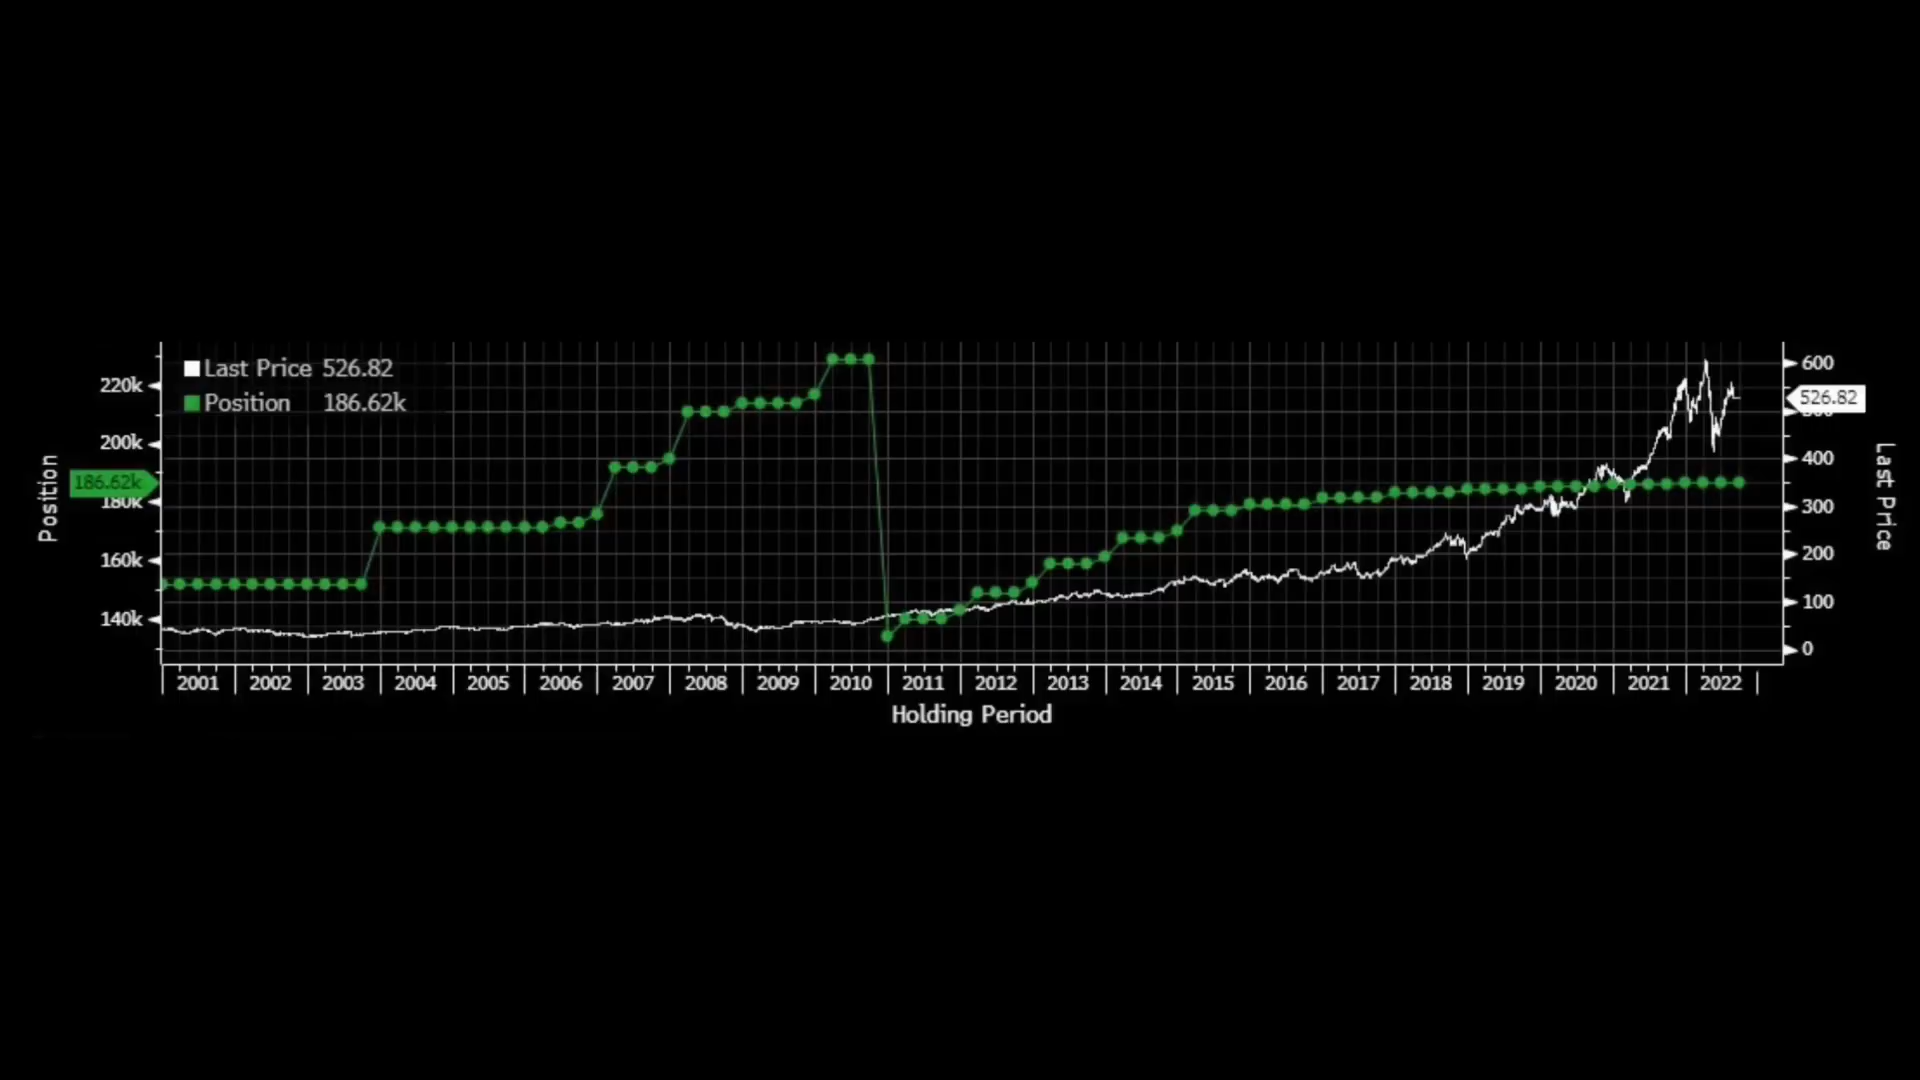 Last Price 526.82
Position 186.62k
220k
200k
186.62k
180k
160k
140k
Position
600
526.82
500
400
300
200
100
0
Last Price
2001 2002 2003 2004 2005 2006 2007 2008 2009 2010 2011 2012 2013 2014 2015 2016 2017 2018 2019 2020 2021 2022
Holding Period